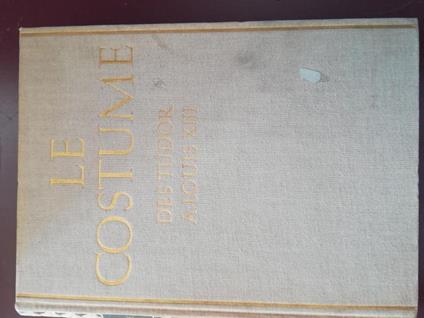 LE
COSTUME
DES TUDOR
A LOUIS XIII